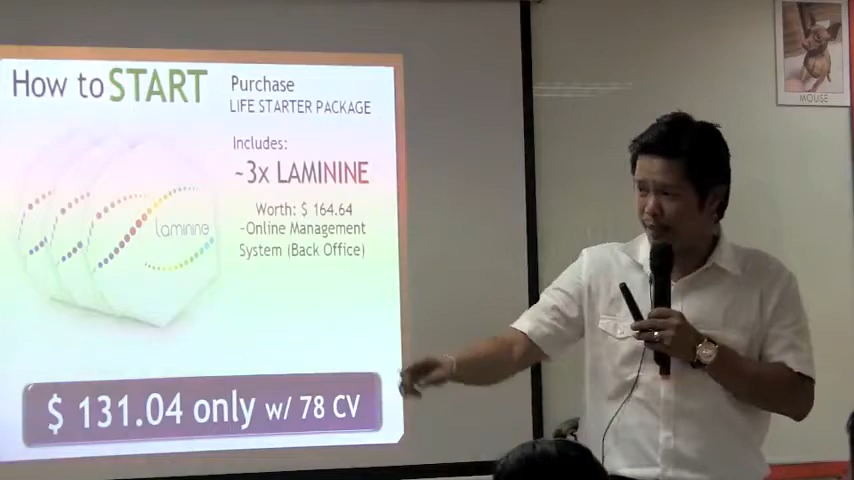 How to START
Purchase
LIFE STARTER PACKAGE
Includes:
~3x LAMININE
Worth: $ 164.64
~Online Management
System (Back Office)
laminine
$ 131.04 only w/ 78 CV
MOUSE